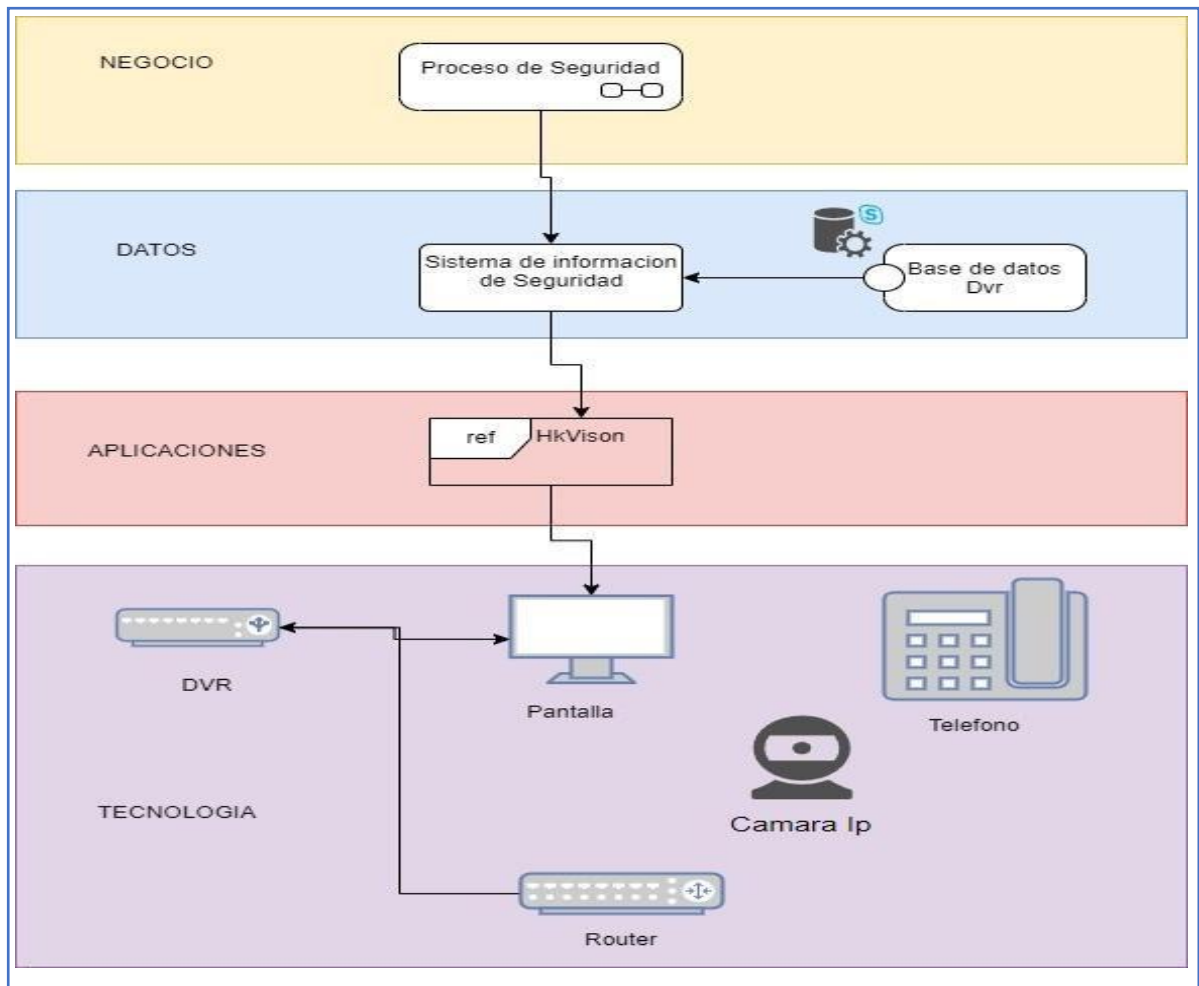 NEGOCIO
Proceso de Seguridad
DATOS
S
Sistema de informacion
de Seguridad
Base de datos
Dvr
APLICACIONES
ref
HkVison
DVR
Pantalla
Telefono
TECNOLOGIA
Camara Ip
Router